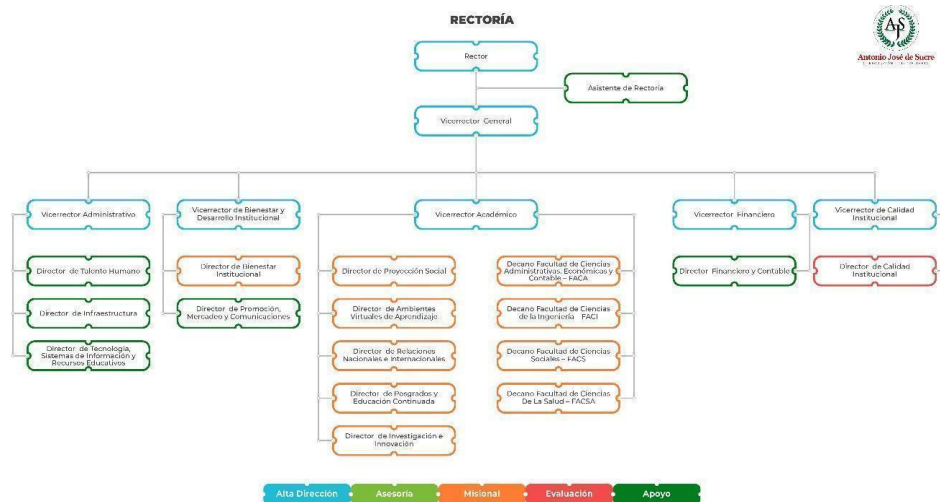 RECTORÍA
AJS
Antonio José de Sucre
Rector
Asistente de Rectoría
Vicerrector General
Vicerrector Administrativo
Vicerrector de Bienestar y
Desarrollo Institucional
Vicerrector Académico
Vicerrector Financiero
Vicerrector de Calidad
Institucional
Director de Talento Humano
Director de Bienestar
Institucional
Director de Proyección Social
Decano Facultad de Ciencias
Administrativas, Económicas y
Contable – FACA
Director Financiero y Contable
Director de Calidad
Institucional
Director de Infraestructura
Director de Promoción,
Mercadeo y Comunicaciones
Director de Ambientes
Virtuales de Aprendizaje
Decano Facultad de Ciencias
de la Ingeniería FACI
Director de Tecnología,
Sistemas de Información y
Recursos Educativos
Director de Relaciones
Nacionales e Internacionales
Decano Facultad de Ciencias
Sociales – FACS
Director de Posgrados y
Educación Continuada
Decano Facultad de Ciencias
De La Salud – FACSA
Director de Investigación e
Innovación
Alta Dirección
Asesoría
Misional
Evaluación
Apoyo